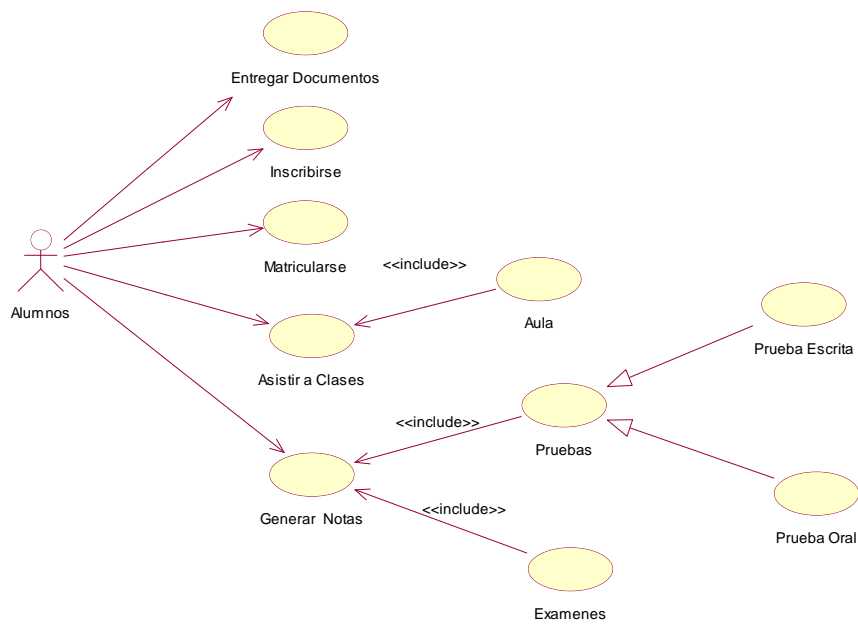 Entregar Documentos
Inscribirse
Matricularse
<<include>>
Alumnos
Aula
Prueba Escrita
Asistir a Clases
<<include>>
Pruebas
Generar Notas
<<include>>
Prueba Oral
Examenes